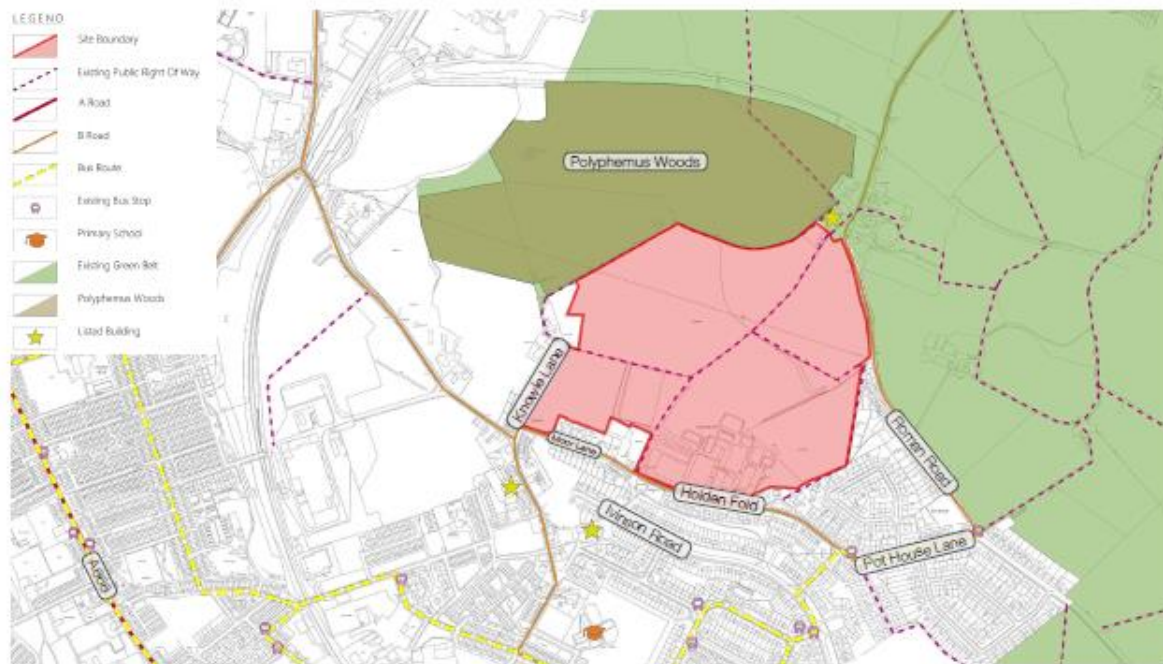 LEGEND
Site Boundary
Existing Public Right Of Way
A Road
B Road
Bus Route
Existing Bus Stop
Primary School
Existing Green Belt
Polyphemus Woods
Listed Building
Polyphemus Woods
Knowle Lane
Moor Lane
Holden Fold
Roman Road
Ivinson Road
Pot House Lane
A666